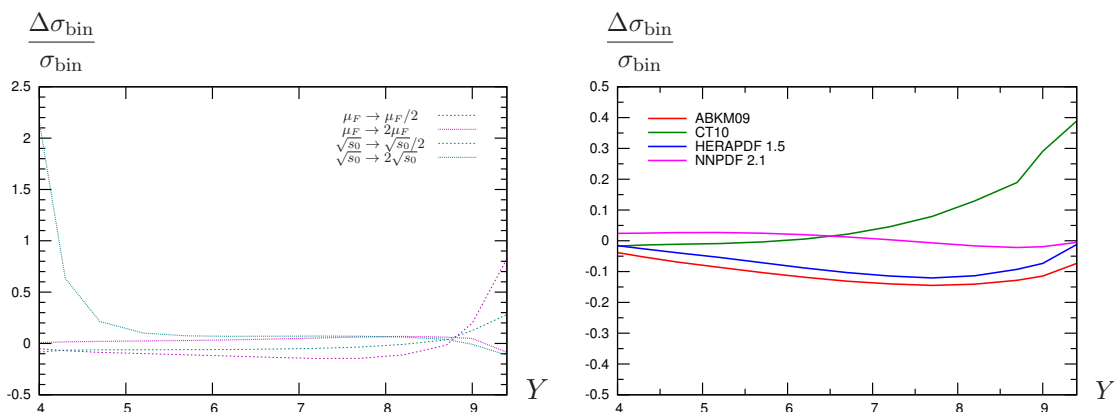 Δσbin
σbin
2.5
2
1.5
1
0.5
0
-0.5
4 5 6 7 8 9
Y
μF → μF/2
μF → 2μF
√s0 → √s0/2
√s0 → 2√s0
Δσbin
σbin
0.5
0.4
0.3
0.2
0.1
0
-0.1
-0.2
-0.3
-0.4
-0.5
4 5 6 7 8 9
Y
ABKM09
CT10
HERAPDF 1.5
NNPDF 2.1